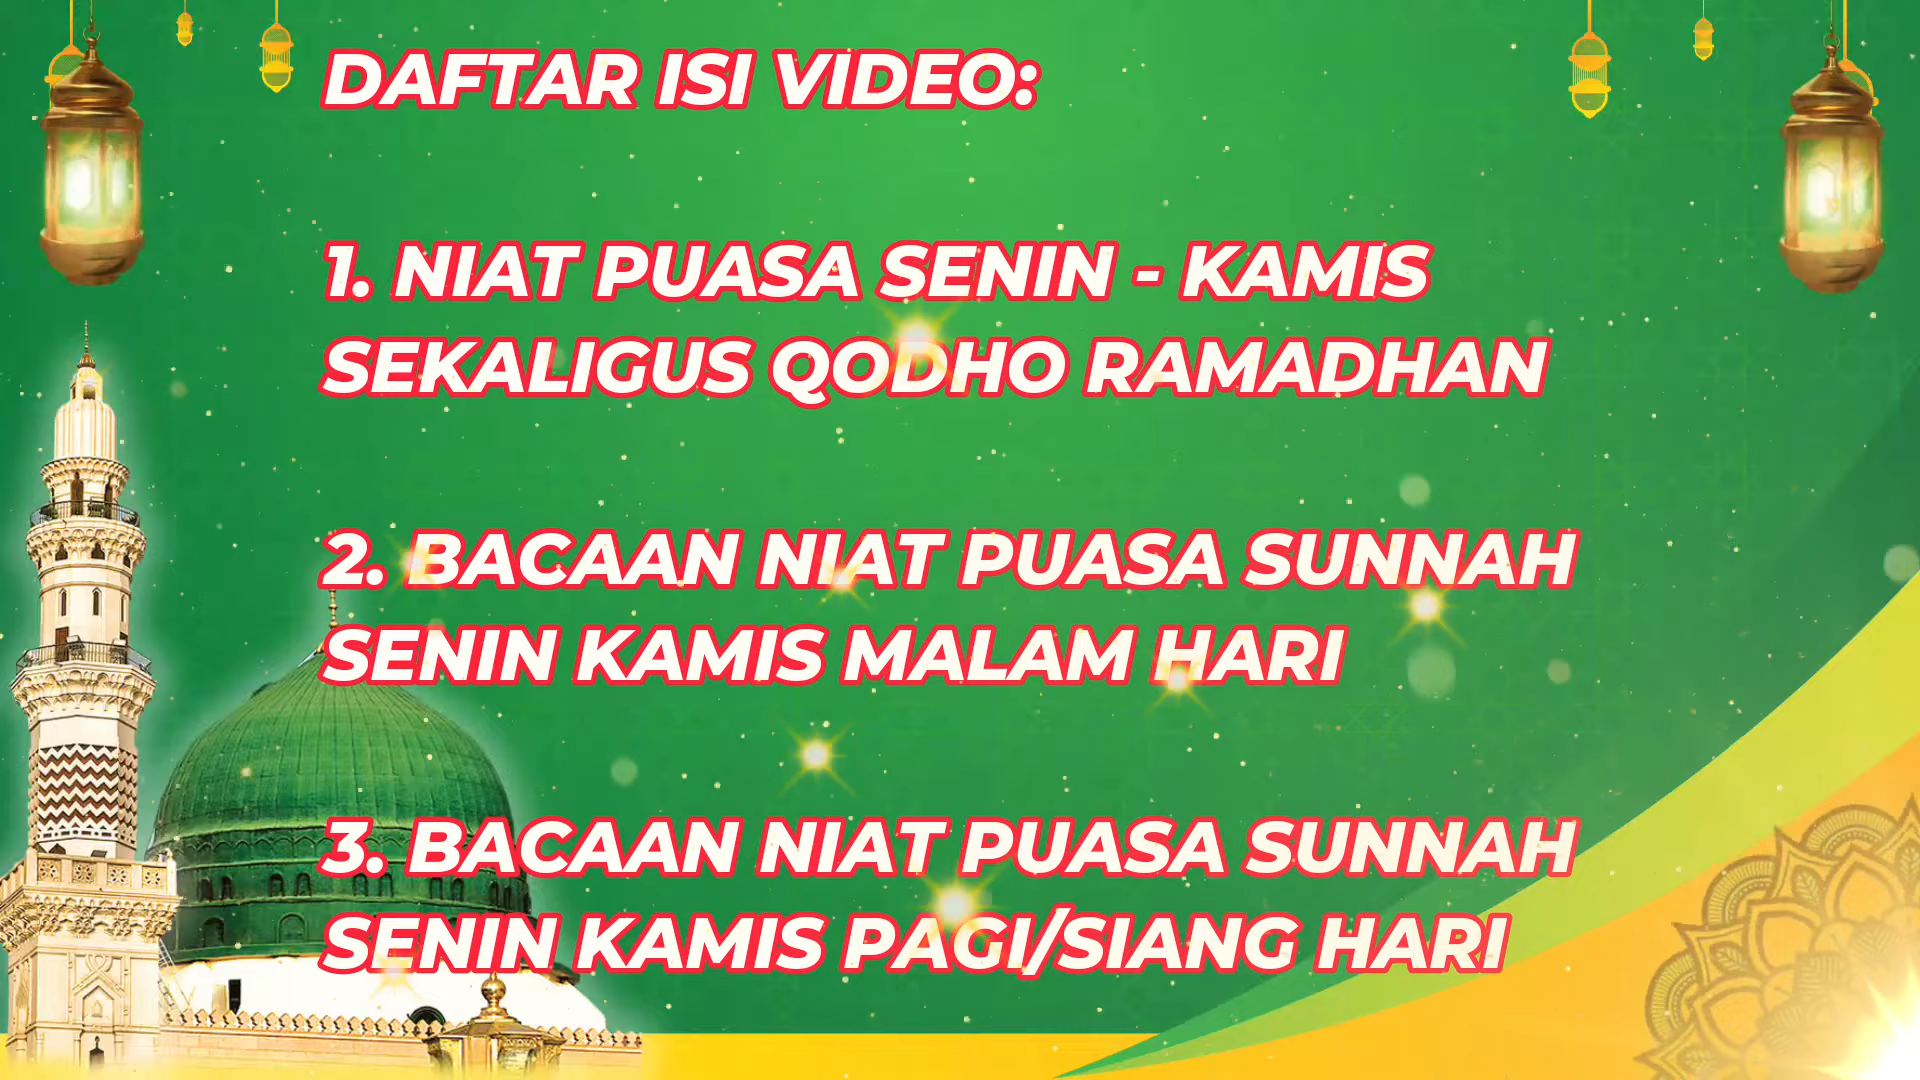 DAFTAR ISI VIDEO:
1. NIAT PUASA SENIN - KAMIS
SEKALIGUS QODHO RAMADHAN
2. BACAAN NIAT PUASA SUNNAH
SENIN KAMIS MALAM HARI
3. BACAAN NIAT PUASA SUNNAH
SENIN KAMIS PAGI/SIANG HARI